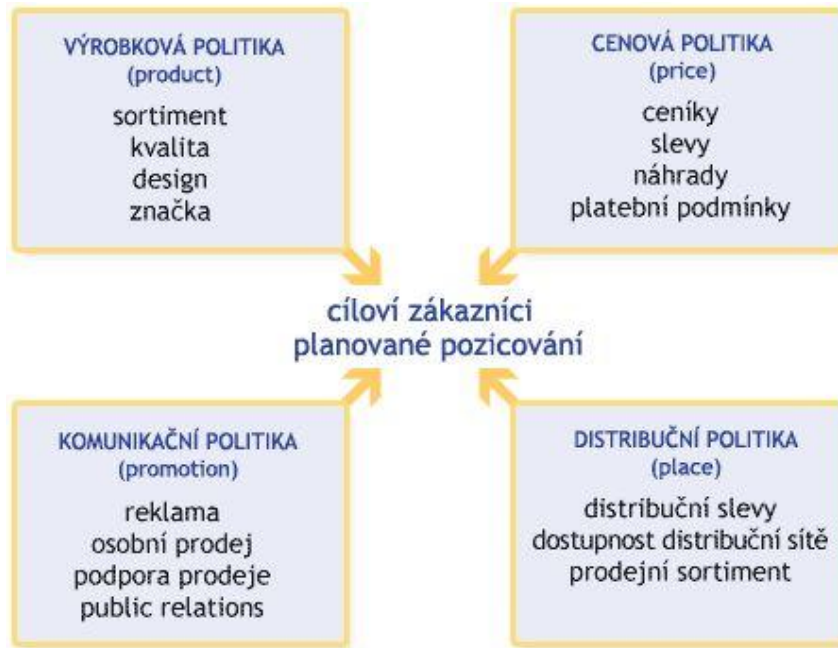 VÝROBKOVÁ POLITIKA
(product)
sortiment
kvalita
design
značka
CENOVÁ POLITIKA
(price)
ceníky
slevy
náhrady
platební podmínky
cíloví zákazníci
planované pozicování
KOMUNIKAČNÍ POLITIKA
(promotion)
reklama
osobní prodej
podpora prodeje
public relations
DISTRIBUČNÍ POLITIKA
(place)
distribuční slevy
dostupnost distribuční sítě
prodejní sortiment